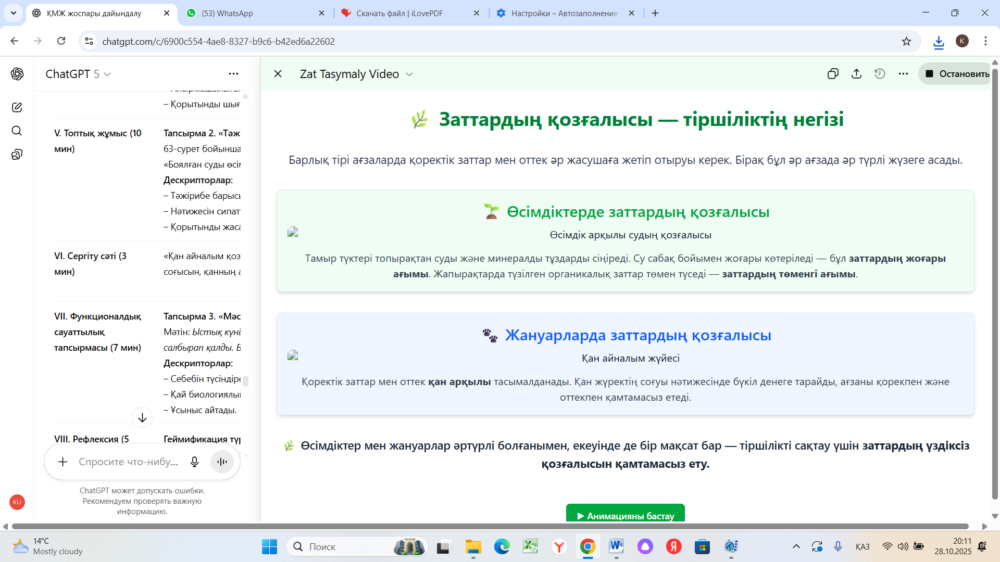 ҚМЖ жоспары дайындалу
(53) WhatsApp
Скачать файл | iLovePDF
Настройки – Автозаполнение
chatgpt.com/c/6900c554-4ae8-8327-b9c6-b42ed6a22602
K
ChatGPT 5
– Қорытынды шығ
V. Топтық жұмыс (10
мин)
Тапсырма 2. «Тәж
63-сурет бойынша
«Боялған суды өсі
Дескрипторлар:
– Тәжірибе барысы
– Нәтижесін сипат
– Қорытынды жаса
VI. Сергіту сәті (3
мин)
«Қан айналым қоз
соғысын, қанның а
VII. Функционалдық
сауаттылық
тапсырмасы (7 мин)
Тапсырма 3. «Мәс
Мәтін: Ыстық күні
салбырап қалды. Б
Дескрипторлар:
– Себебін түсіндіре
– Қай биологиялы
– Ұсыныс айтады.
VIII. Рефлексия (5
Геймификация түр
Спросите что-нибу...
ChatGPT может допускать ошибки.
Рекомендуем проверять важную
информацию.
KU
Zat Tasymaly Video
Остановить
Заттардың қозғалысы — тіршіліктің негізі
Барлық тірі ағзаларда қоректік заттар мен оттек әр жасушаға жетіп отыруы керек. Бірақ бұл әр ағзада әр түрлі жүзеге асады.
Өсімдіктерде заттардың қозғалысы
Өсімдік арқылы судың қозғалысы
Тамыр түктері топырақтан суды және минералды тұздарды сіңіреді. Су сабақ бойымен жоғары көтеріледі — бұл заттардың жоғары
ағымы. Жапырақтарда түзілген органикалық заттар төмен түседі — заттардың төменгі ағымы.
Жануарларда заттардың қозғалысы
Қан айналым жүйесі
Қоректік заттар мен оттек қан арқылы тасымалданады. Қан жүректің соғуы нәтижесінде бүкіл денеге тарайды, ағзаны қорекпен және
оттекпен қамтамасыз етеді.
Өсімдіктер мен жануарлар әртүрлі болғанымен, екеуінде де бір мақсат бар — тіршілікті сақтау үшін заттардың үздіксіз
қозғалысын қамтамасыз ету.
▶ Анимацияны бастау
14°C
Mostly cloudy
Поиск
ҚАЗ
20:11
28.10.2025